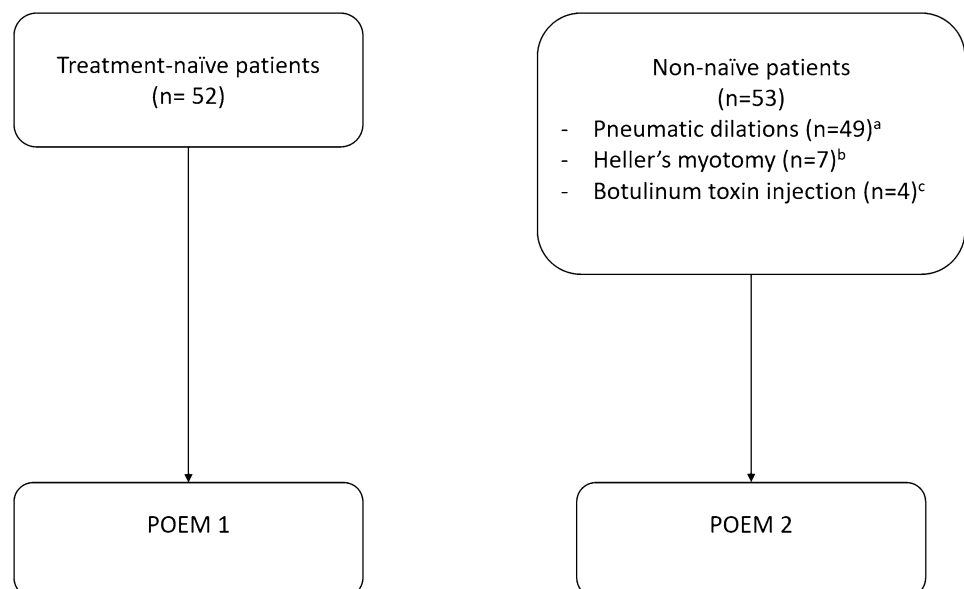 Treatment-naïve patients
(n= 52)
Non-naïve patients
(n=53)
- Pneumatic dilations (n=49)ᵃ
- Heller’s myotomy (n=7)ᵇ
- Botulinum toxin injection (n=4)ᶜ
POEM 1
POEM 2